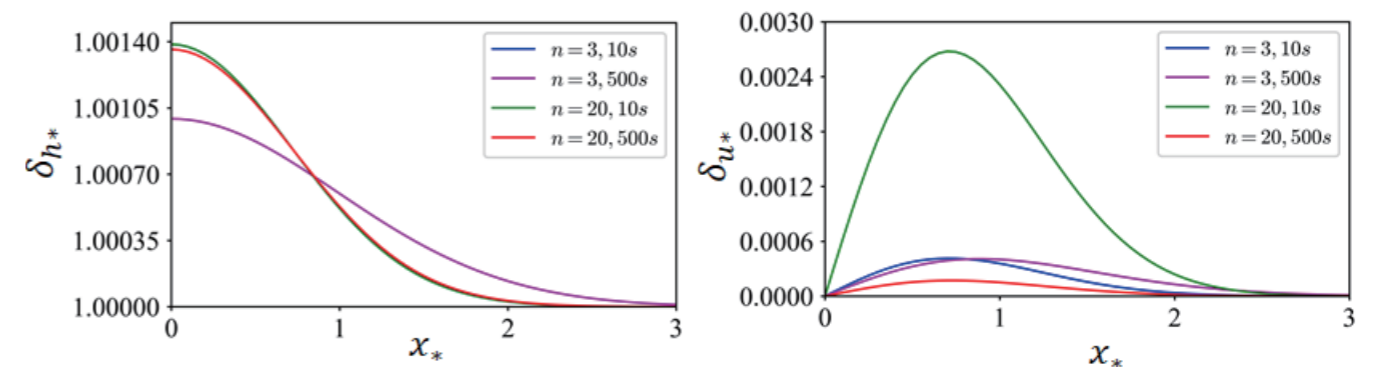 δh*
1.00140
1.00105
1.00070
1.00035
1.00000
0
1
2
3
x*
n = 3, 10s
n = 3, 500s
n = 20, 10s
n = 20, 500s
δu*
0.0030
0.0024
0.0018
0.0012
0.0006
0.0000
0
1
2
3
x*
n = 3, 10s
n = 3, 500s
n = 20, 10s
n = 20, 500s